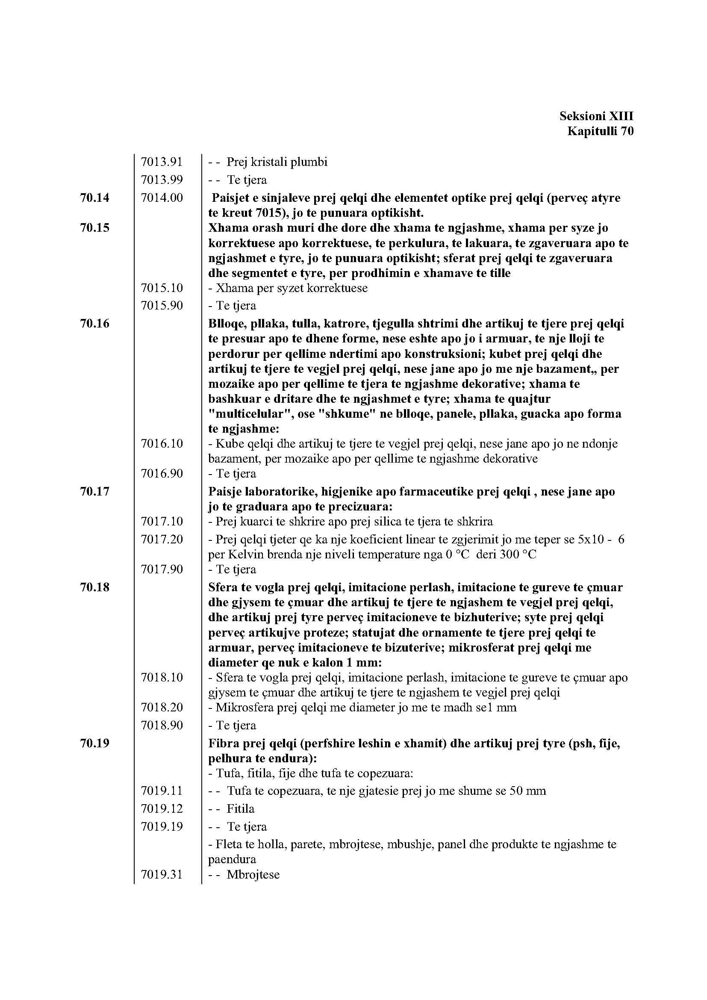 Seksioni XIII
Kapitulli 70
7013.91 - - Prej kristali plumbi
7013.99 - - Te tjera
70.14 7014.00 Paisjet e sinjaleve prej qelqi dhe elementet optike prej qelqi (perveç atyre
te kreut 7015), jo te punuara optikisht.
70.15 Xhama orash muri dhe dore dhe xhama te ngjashme, xhama per syze jo
korrektuese apo korrektuese, te perkulura, te lakuara, te zgaveruara apo te
ngjashmet e tyre, jo te punuara optikisht; sferat prej qelqi te zgaveruara
dhe segmentet e tyre, per prodhimin e xhamave te tille
7015.10 - Xhama per syzet korrektuese
7015.90 - Te tjera
70.16 Blloqe, pllaka, tulla, katrore, tjegulla shtrimi dhe artikuj te tjere prej qelqi
te presuar apo te dhene forme, nese eshte apo jo i armuar, te nje lloji te
perdorur per qellime ndertimi apo konstruksioni; kubet prej qelqi dhe
artikuj te tjere te vegjel prej qelqi, nese jane apo jo me nje bazament,, per
mozaike apo per qellime te tjera te ngjashme dekorative; xhama te
bashkuar e dritare dhe te ngjashmet e tyre; xhama te quajtur
"multicelular", ose "shkume" ne blloqe, panele, pllaka, guacka apo forma
te ngjashme:
7016.10 - Kube qelqi dhe artikuj te tjere te vegjel prej qelqi, nese jane apo jo ne ndonje
bazament, per mozaike apo per qellime te ngjashme dekorative
7016.90 - Te tjera
70.17 Paisje laboratorike, higjenike apo farmaceutike prej qelqi , nese jane apo
jo te graduara apo te precizuara:
7017.10 - Prej kuarci te shkrire apo prej silica te tjera te shkrira
7017.20 - Prej qelqi tjeter qe ka nje koeficient linear te zgjerimit jo me teper se 5x10 - 6
per Kelvin brenda nje niveli temperature nga 0 °C deri 300 °C
7017.90 - Te tjera
70.18 Sfera te vogla prej qelqi, imitacione perlash, imitacione te gureve te çmuar
dhe gjysem te çmuar dhe artikuj te tjere te ngjashem te vegjel prej qelqi,
dhe artikuj prej tyre perveç imitacioneve te bizhuterive; syte prej qelqi
perveç artikujve proteze; statujat dhe ornamente te tjere prej qelqi te
armuar, perveç imitacioneve te bizuterive; mikrosferat prej qelqi me
diameter qe nuk e kalon 1 mm:
7018.10 - Sfera te vogla prej qelqi, imitacione perlash, imitacione te gureve te çmuar apo
gjysem te çmuar dhe artikuj te tjere te ngjashem te vegjel prej qelqi
7018.20 - Mikrosfera prej qelqi me diameter jo me te madh se1 mm
7018.90 - Te tjera
70.19 Fibra prej qelqi (perfshire leshin e xhamit) dhe artikuj prej tyre (psh, fije,
pelhura te endura):
- Tufa, fitila, fije dhe tufa te copezuara:
7019.11 - - Tufa te copezuara, te nje gjatesie prej jo me shume se 50 mm
7019.12 - - Fitila
7019.19 - - Te tjera
- Fleta te holla, parete, mbrojtese, mbushje, panel dhe produkte te ngjashme te
paendura
7019.31 - - Mbrojtese